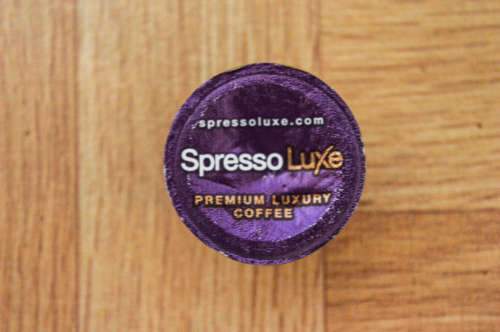 spressoluxe.com
Spresso Luxe
PREMIUM LUXURY
COFFEE